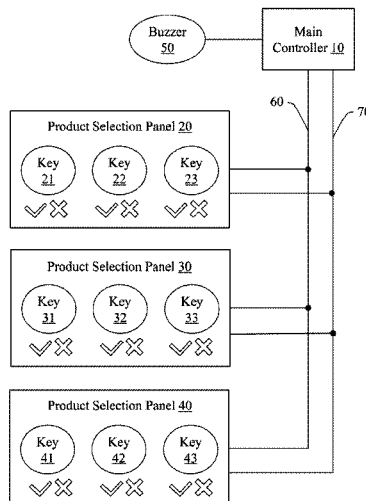 Buzzer
50
Main
Controller 10
60
70
Product Selection Panel 20
Key
21
Key
22
Key
23
Product Selection Panel 30
Key
31
Key
32
Key
33
Product Selection Panel 40
Key
41
Key
42
Key
43